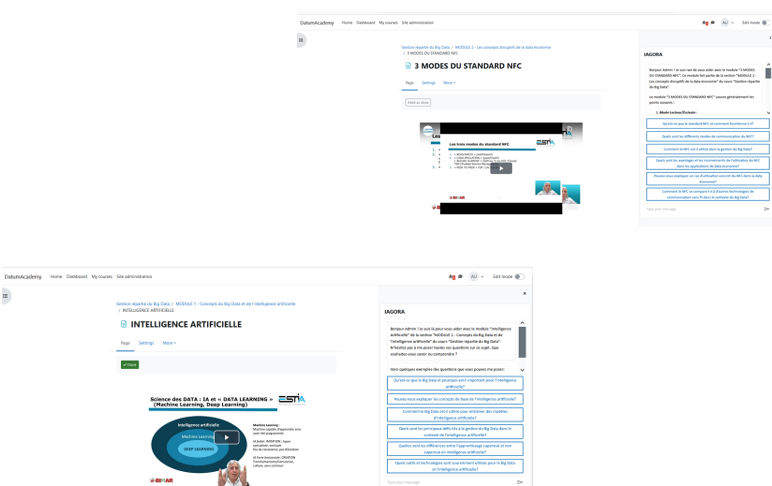 DatumAcademy Home Dashboard My courses Site administration AU Edit mode
Gestion répartie du Big Data / MODULE 2 - Les concepts disruptifs de la data économie
/ 3 MODES DU STANDARD NFC
3 MODES DU STANDARD NFC
Page Settings More
Mark as done
Les trois modes du standard NFC
ESTIA
IAGORA
Bonjour Admin ! Je suis ravi de vous aider avec le module "3 MODES
DU STANDARD NFC". Ce module fait partie de la section "MODULE 2 -
Les concepts disruptifs de la data économie" du cours "Gestion répartie
du Big Data".
Le module "3 MODES DU STANDARD NFC" couvre généralement les
points suivants :
1. Mode Lecteur/Écriture :
Qu'est-ce que le standard NFC et comment fonctionne-t-il?
Quels sont les différents modes de communication du NFC?
Comment le NFC est-il utilisé dans la gestion du Big Data?
Quels sont les avantages et les inconvénients de l'utilisation du NFC
dans les applications de data économie?
Pouvez-vous expliquer un cas d'utilisation concret du NFC dans la data
économie?
Comment le NFC se compare-t-il à d'autres technologies de
communication sans fil dans le contexte du Big Data?
Type your message
DatumAcademy Home Dashboard My courses Site administration AU Edit mode
Gestion répartie du Big Data / MODULE 1 - Concepts du Big Data et de l'intelligence artificielle
/ INTELLIGENCE ARTIFICIELLE
INTELLIGENCE ARTIFICIELLE
Page Settings More
Done
Science des DATA : IA et « DATA LEARNING »
(Machine Learning, Deep Learning)
ESTIA
Intelligence artificielle
Machine Learning
DEEP LEARNING
Machine Learning :
IAGORA
Bonjour Admin ! Je suis là pour vous aider avec le module "Intelligence
Artificielle" de la section "MODULE 1 - Concepts du Big Data et de
l'intelligence artificielle" du cours "Gestion répartie du Big Data".
N'hésitez pas à me poser toutes vos questions sur ce sujet. Que
souhaitez-vous savoir ou comprendre ?
Voici quelques exemples des questions que vous pouvez me poser:
Qu'est-ce que le Big Data et pourquoi est-il important pour l'intelligence
artificielle?
Pouvez-vous expliquer les concepts de base de l'intelligence artificielle?
Comment le Big Data est-il utilisé pour entraîner des modèles
d'intelligence artificielle?
Quels sont les principaux défis liés à la gestion du Big Data dans le
contexte de l'intelligence artificielle?
Quelles sont les différences entre l'apprentissage supervisé et non
supervisé en intelligence artificielle?
Quels outils et technologies sont couramment utilisés pour le Big Data
et l'intelligence artificielle?
Type your message